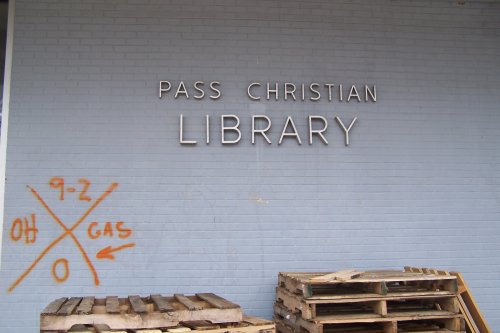 PASS CHRISTIAN
LIBRARY
9-2
OH GAS
0